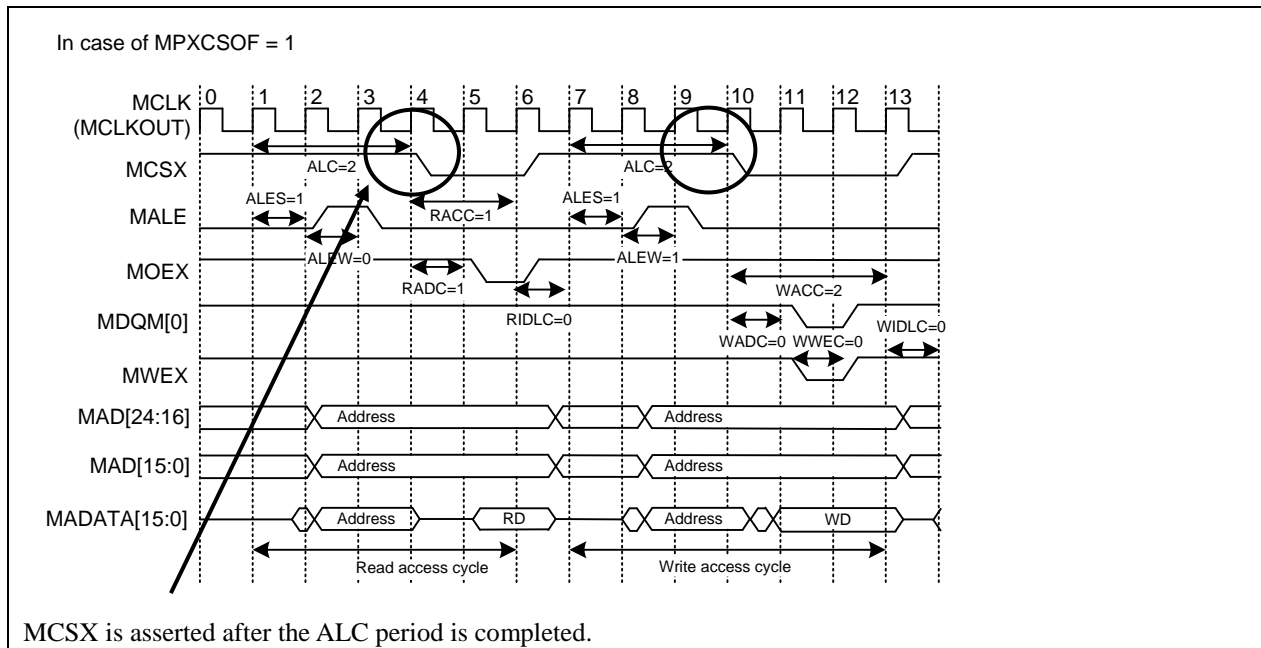 In case of MPXCSOF = 1
0 1 2 3 4 5 6 7 8 9 10 11 12 13
MCLK
(MCLKOUT)
MCSX
ALC=2 ALC=2
ALES=1 RACC=1 ALES=1
MALE
ALEW=0 ALEW=1
MOEX
RADC=1 WACC=2
MDQM[0]
RIDLC=0 WADC=0 WWEC=0 WIDLC=0
MWEX
MAD[24:16] Address Address
MAD[15:0] Address Address
MADATA[15:0] Address RD Address WD
Read access cycle Write access cycle
MCSX is asserted after the ALC period is completed.